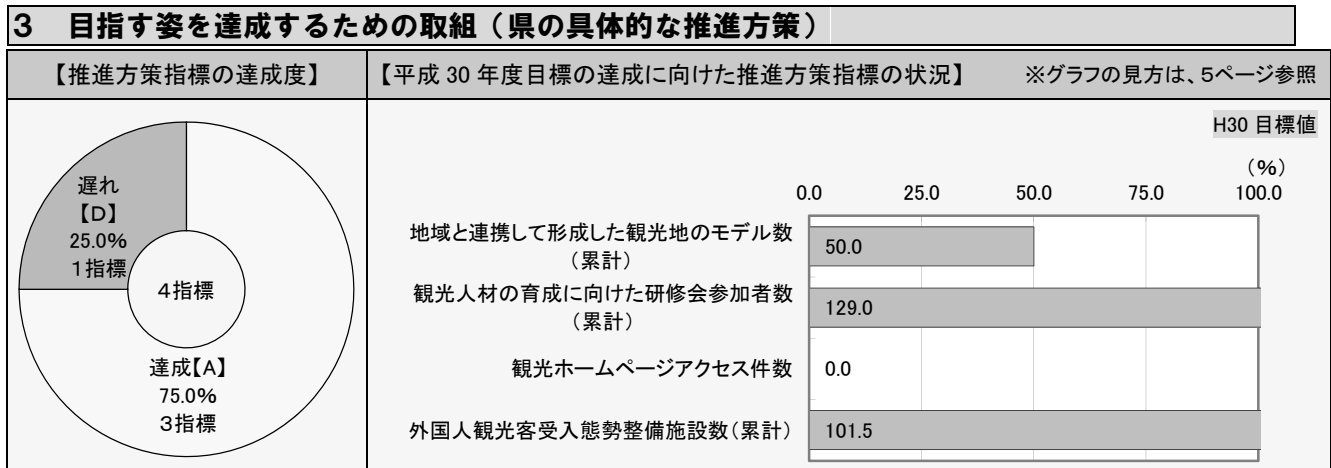 ３　目指す姿を達成するための取組（県の具体的な推進方策）
【推進方策指標の達成度】
【平成 30 年度目標の達成に向けた推進方策指標の状況】　※グラフの見方は、５ページ参照
遅れ
【D】
25.0%
１指標
４指標
達成【A】
75.0%
３指標
H30 目標値
（%）
0.0 25.0 50.0 75.0 100.0
地域と連携して形成した観光地のモデル数
（累計）
50.0
観光人材の育成に向けた研修会参加者数
（累計）
129.0
観光ホームページアクセス件数
0.0
外国人観光客受入態勢整備施設数（累計）
101.5